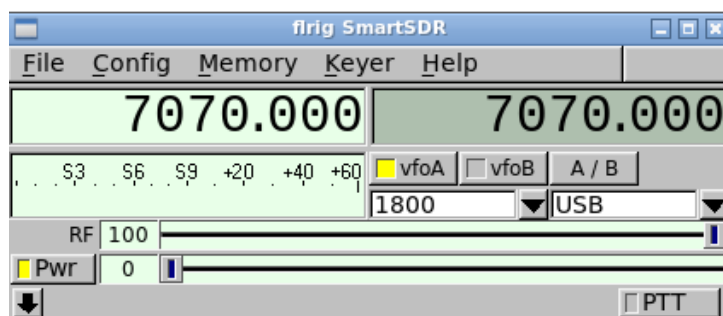 flrig SmartSDR
File Config Memory Keyer Help
7070.000 7070.000
S3 S6 S9 +20 +40 +60 vfoA vfoB A / B
1800 USB
RF 100
Pwr 0
PTT